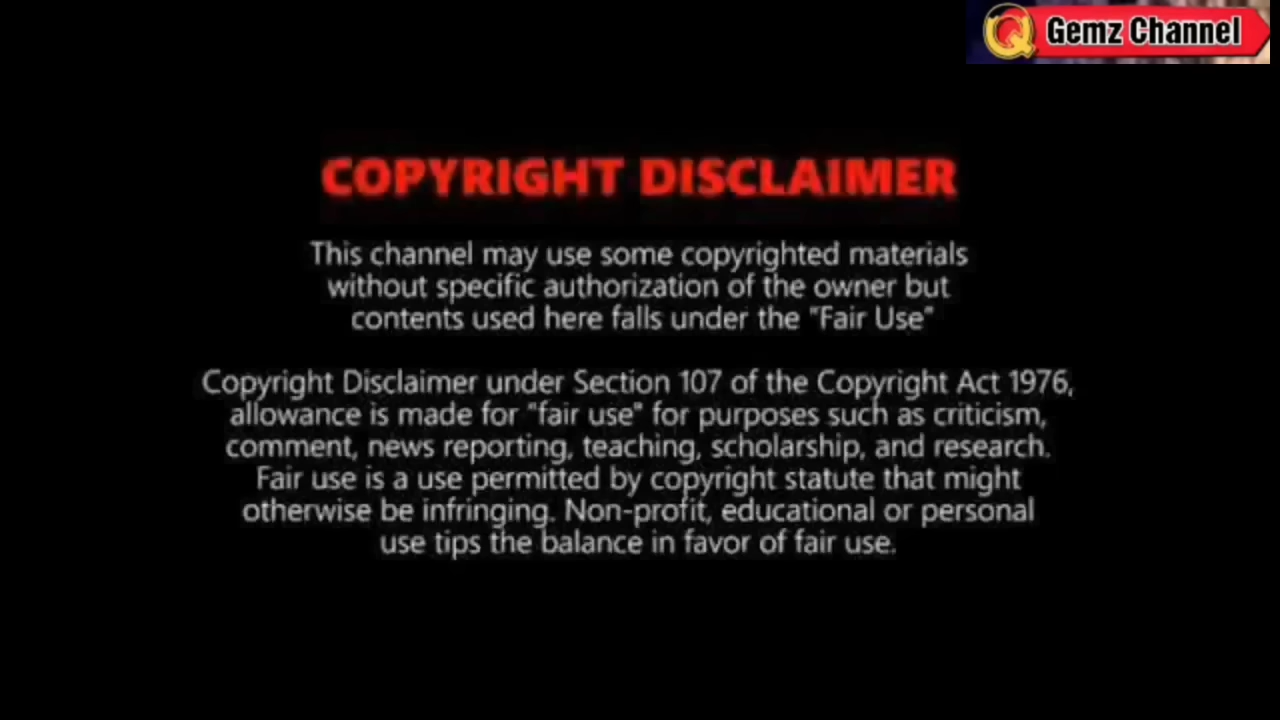 Gemz Channel
COPYRIGHT DISCLAIMER
This channel may use some copyrighted materials
without specific authorization of the owner but
contents used here falls under the "Fair Use"
Copyright Disclaimer under Section 107 of the Copyright Act 1976,
allowance is made for "fair use" for purposes such as criticism,
comment, news reporting, teaching, scholarship, and research.
Fair use is a use permitted by copyright statute that might
otherwise be infringing. Non-profit, educational or personal
use tips the balance in favor of fair use.